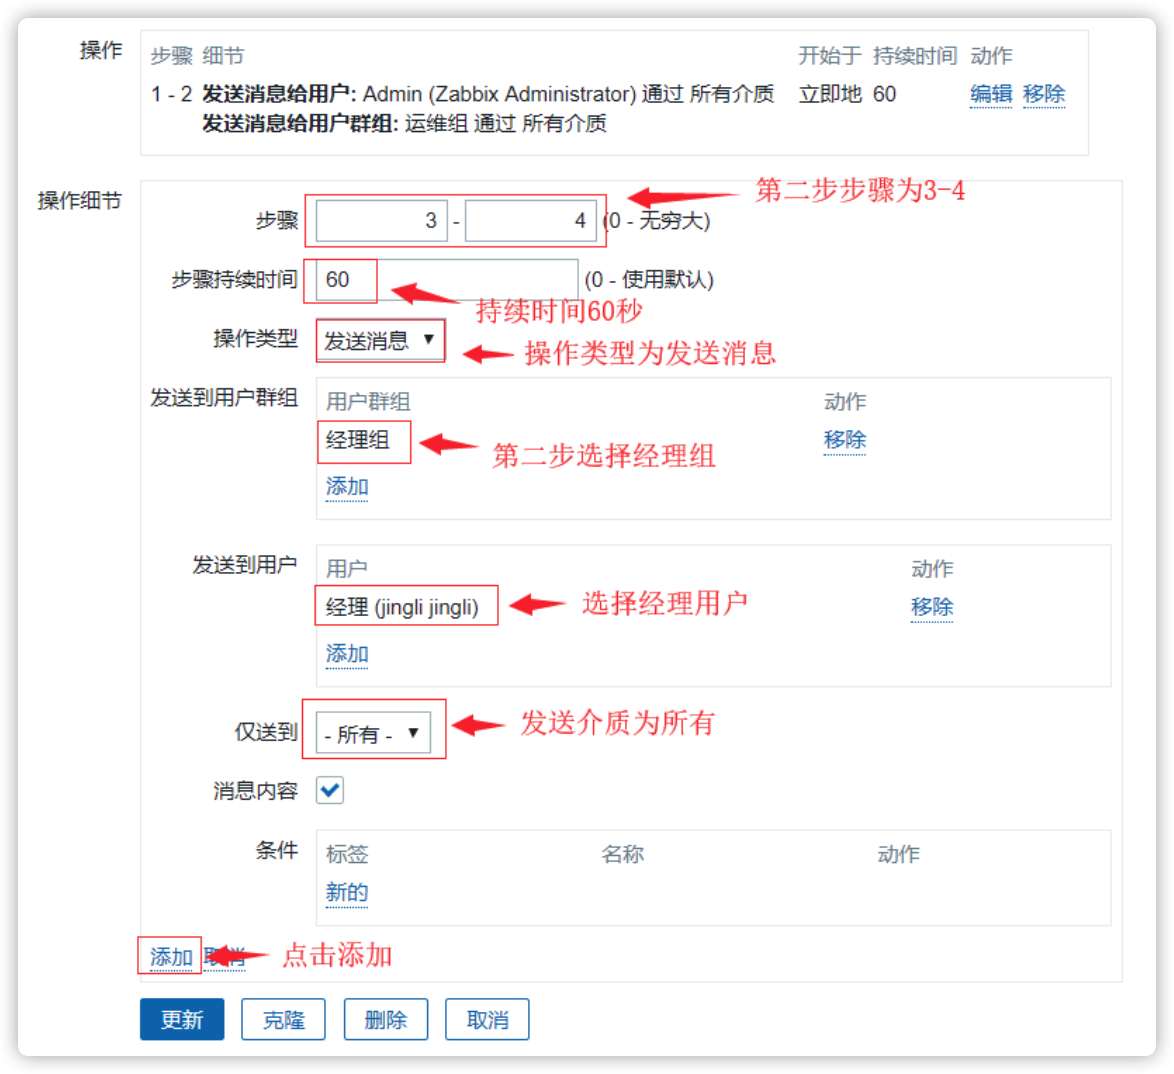 操作 步骤 细节 开始于 持续时间 动作
1 - 2 发送消息给用户: Admin (Zabbix Administrator) 通过 所有介质 立即地 60 编辑 移除
发送消息给用户群组: 运维组 通过 所有介质
操作细节
第二步步骤为3-4
步骤 3 - 4 (0 - 无穷大)
步骤持续时间 60 (0 - 使用默认)
持续时间60秒
操作类型 发送消息
操作类型为发送消息
发送到用户群组 用户群组 动作
经理组 移除
第二步选择经理组
添加
发送到用户 用户 动作
经理 (jingli jingli) 选择经理用户 移除
添加
仅送到 - 所有 - 发送介质为所有
消息内容
条件 标签 名称 动作
新的
添加 取消 点击添加
更新 克隆 删除 取消